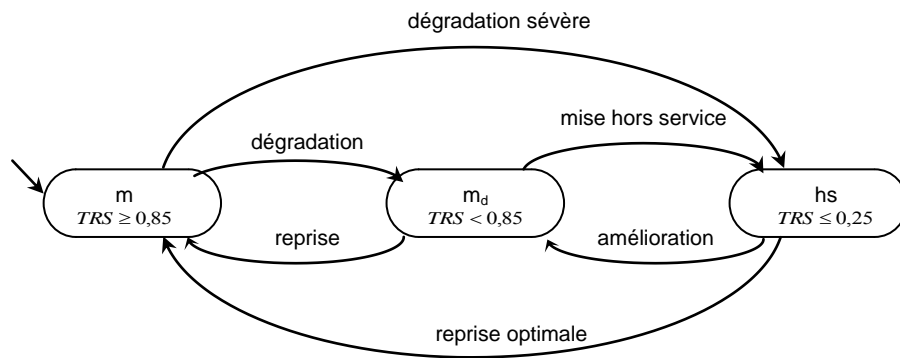 dégradation sévère
mise hors service
dégradation
m
TRS ≥ 0,85
m_d
TRS < 0,85
hs
TRS ≤ 0,25
reprise
amélioration
reprise optimale